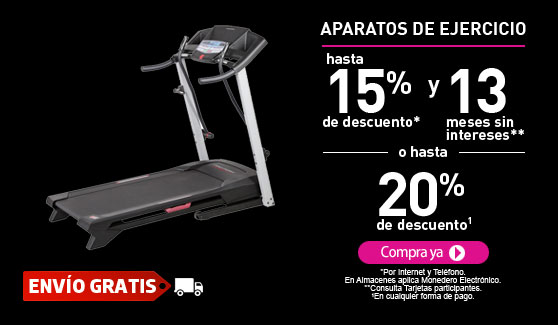 APARATOS DE EJERCICIO
hasta
15% y 13
de descuento* meses sin
intereses**
o hasta
20%
de descuento¹
Compra ya
*Por Internet y Teléfono.
En Almacenes aplica Monedero Electrónico.
**Consulta Tarjetas participantes.
¹En cualquier forma de pago.
ENVÍO GRATIS